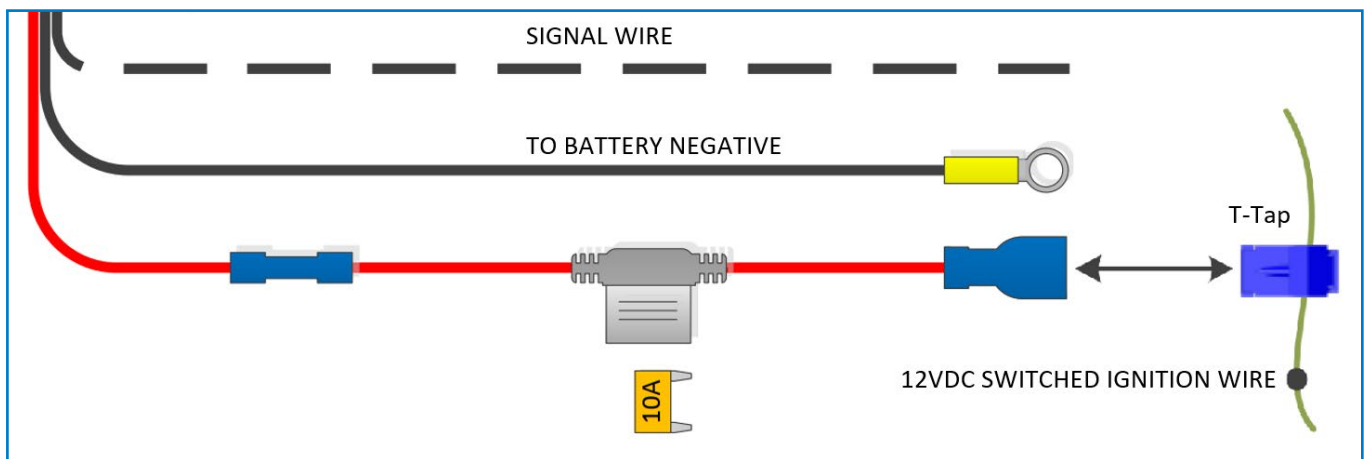 SIGNAL WIRE
TO BATTERY NEGATIVE
T-Tap
12VDC SWITCHED IGNITION WIRE
10A